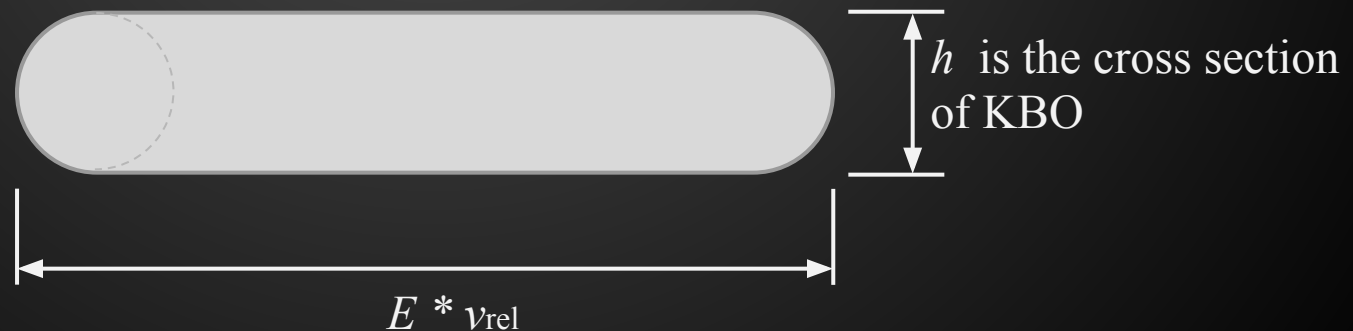 h is the cross section
of KBO
E * vrel